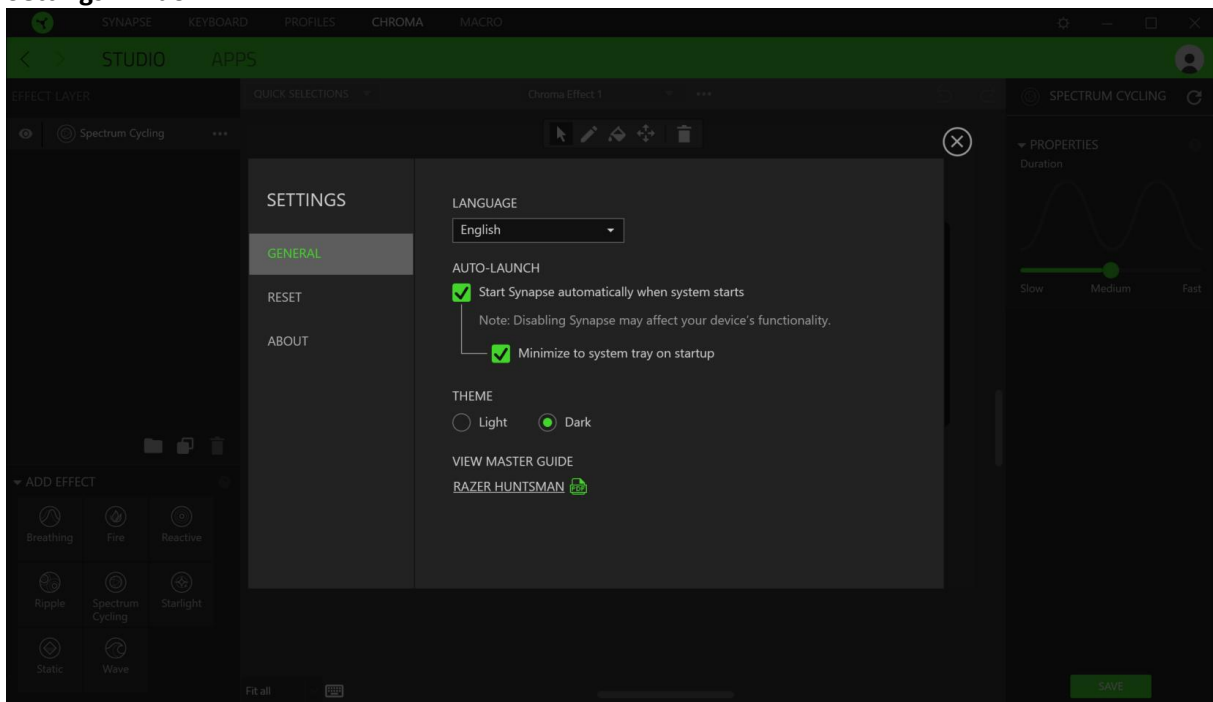 SYNAPSE KEYBOARD PROFILES CHROMA MACRO
STUDIO APPS
EFFECT LAYER
QUICK SELECTIONS
Chroma Effect 1
SPECTRUM CYCLING
Spectrum Cycling
PROPERTIES
Duration
Slow Medium Fast
SETTINGS
GENERAL
RESET
ABOUT
LANGUAGE
English
AUTO-LAUNCH
Start Synapse automatically when system starts
Note: Disabling Synapse may affect your device's functionality.
Minimize to system tray on startup
THEME
Light Dark
VIEW MASTER GUIDE
RAZER HUNTSMAN PDF
ADD EFFECT
Breathing Fire Reactive
Ripple Spectrum Cycling Starlight
Static Wave
Fit all
SAVE